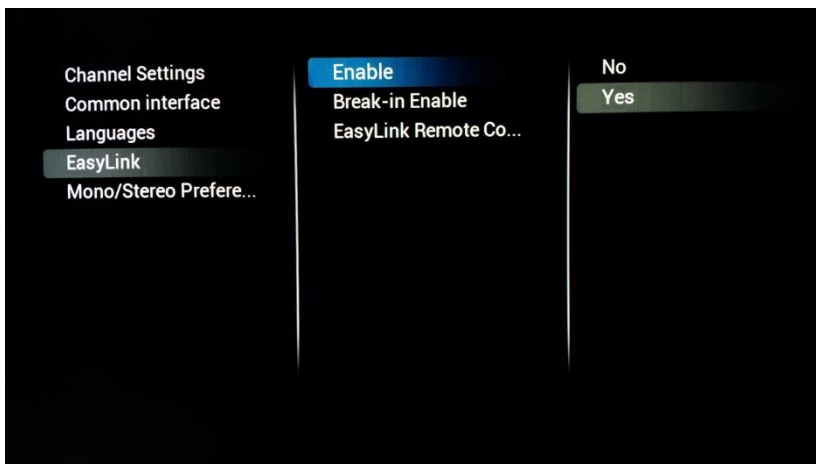 Channel Settings
Common interface
Languages
EasyLink
Mono/Stereo Prefere...
Enable
Break-in Enable
EasyLink Remote Co...
No
Yes